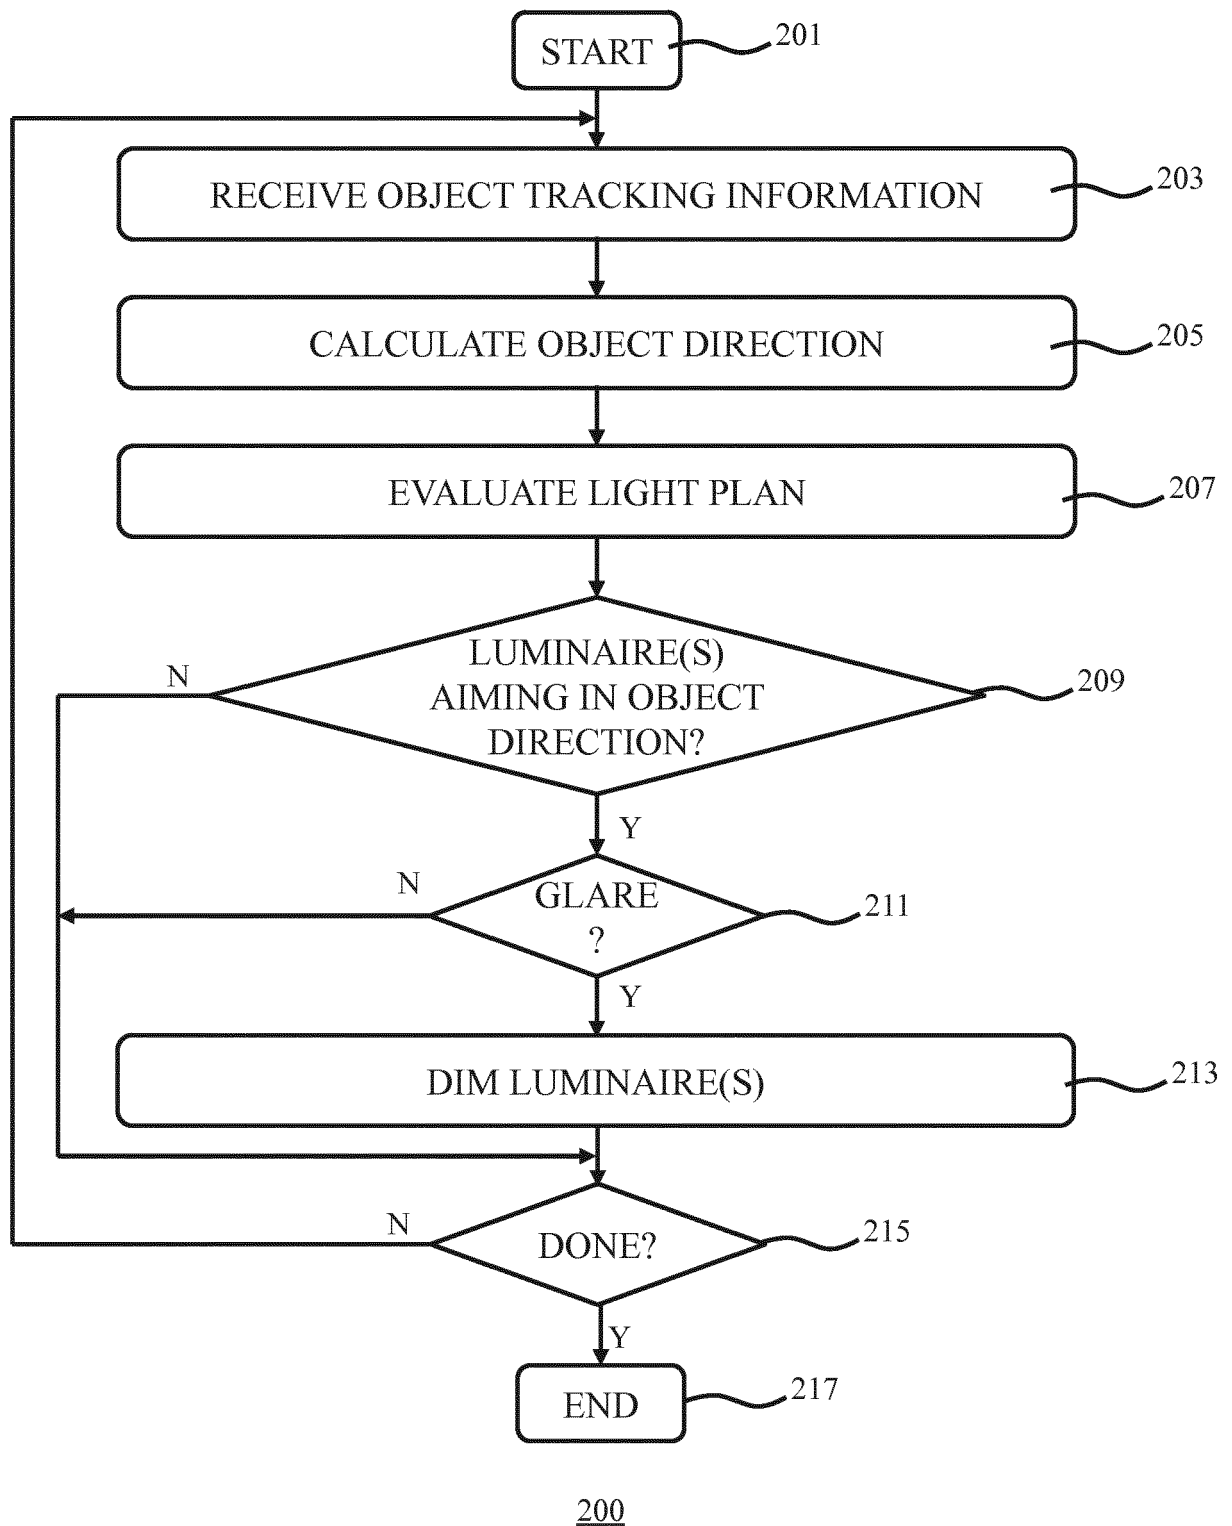 START
201
RECEIVE OBJECT TRACKING INFORMATION
203
CALCULATE OBJECT DIRECTION
205
EVALUATE LIGHT PLAN
207
LUMINAIRE(S)
AIMING IN OBJECT
DIRECTION?
N
209
Y
GLARE
?
N
211
Y
DIM LUMINAIRE(S)
213
DONE?
N
215
Y
END
217
200